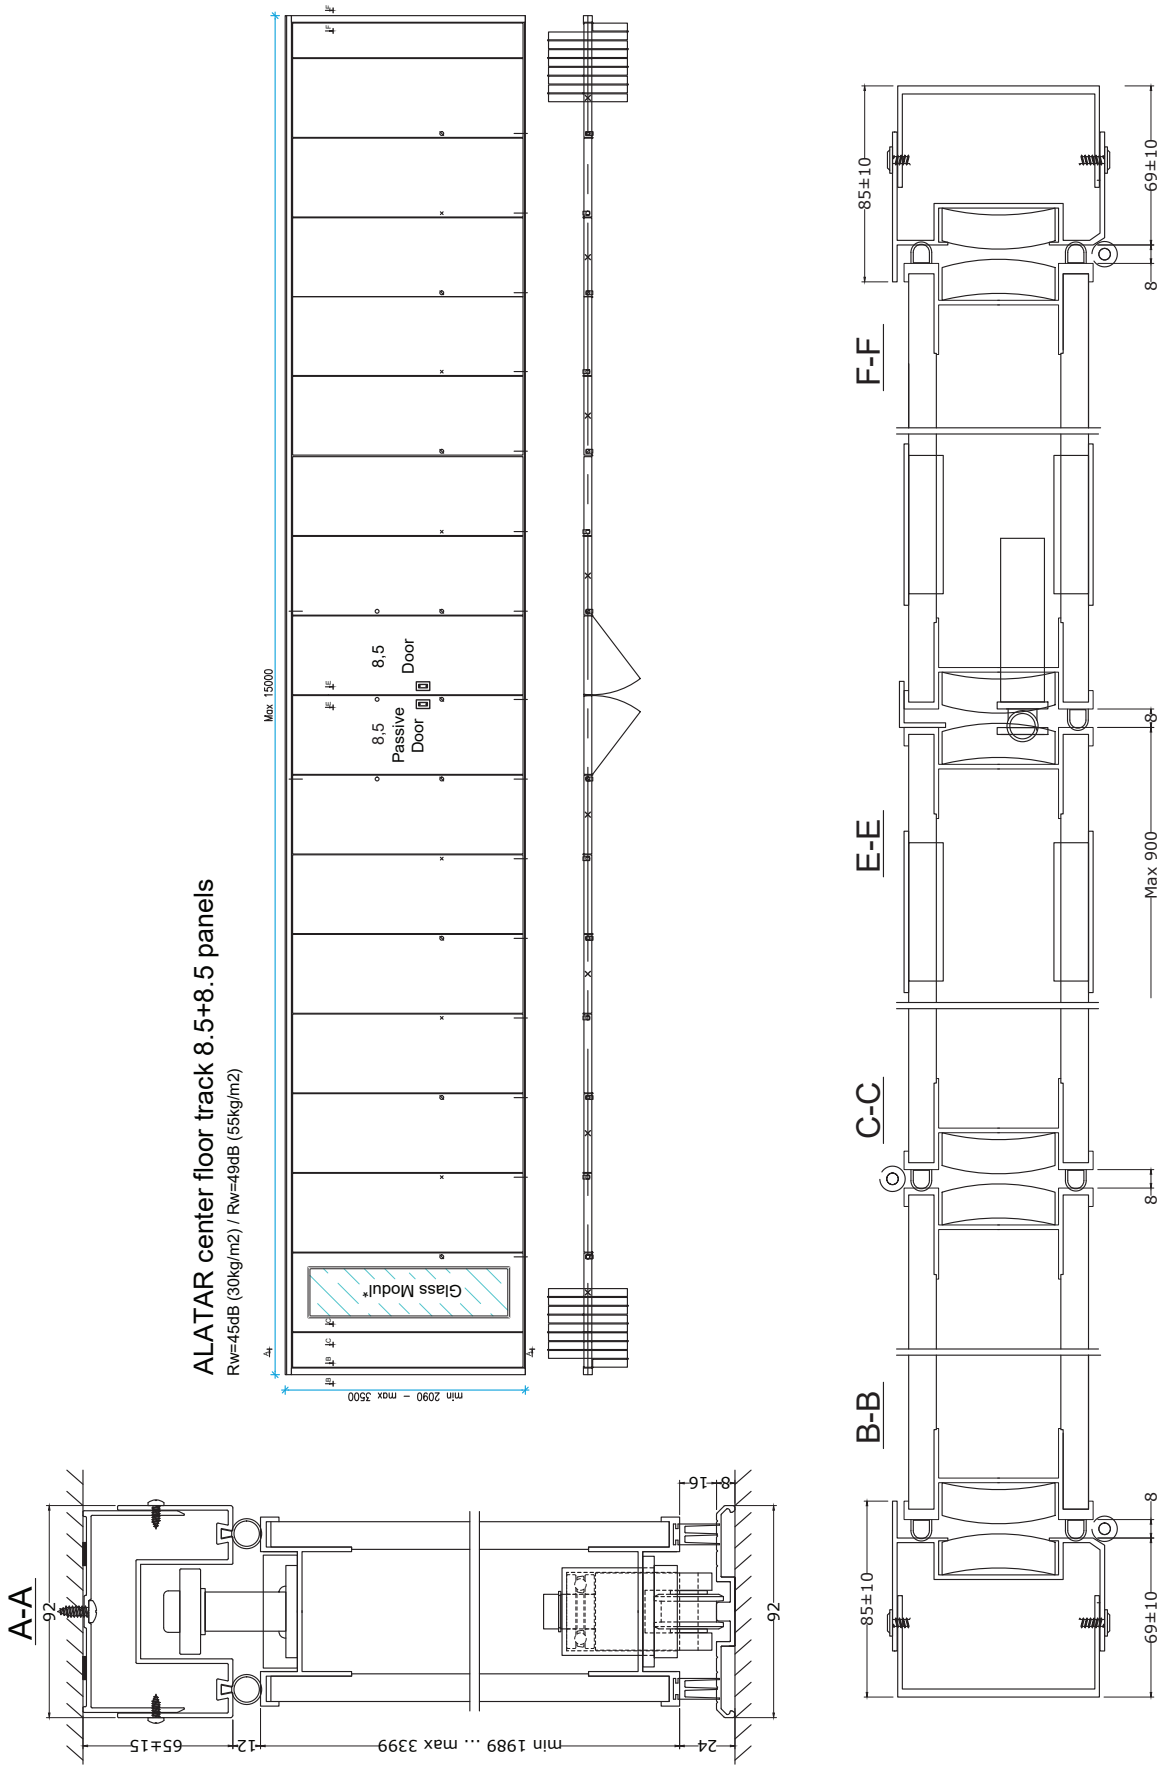 ALATAR center floor track 8.5+8.5 panels
Rw=45dB (30kg/m2) / Rw=49dB (55kg/m2)
Max 15000
min 2090 - max 3500
A
A
B
B
C
C
Glass Modul*
8,5
Passive
Door
8,5
Door
E
E
F
F
A-A
92
65±15
12
min 1989 ... max 3399
24
16
8
92
B-B
85±10
69±10
8
C-C
8
E-E
Max 900
8
F-F
85±10
69±10
8